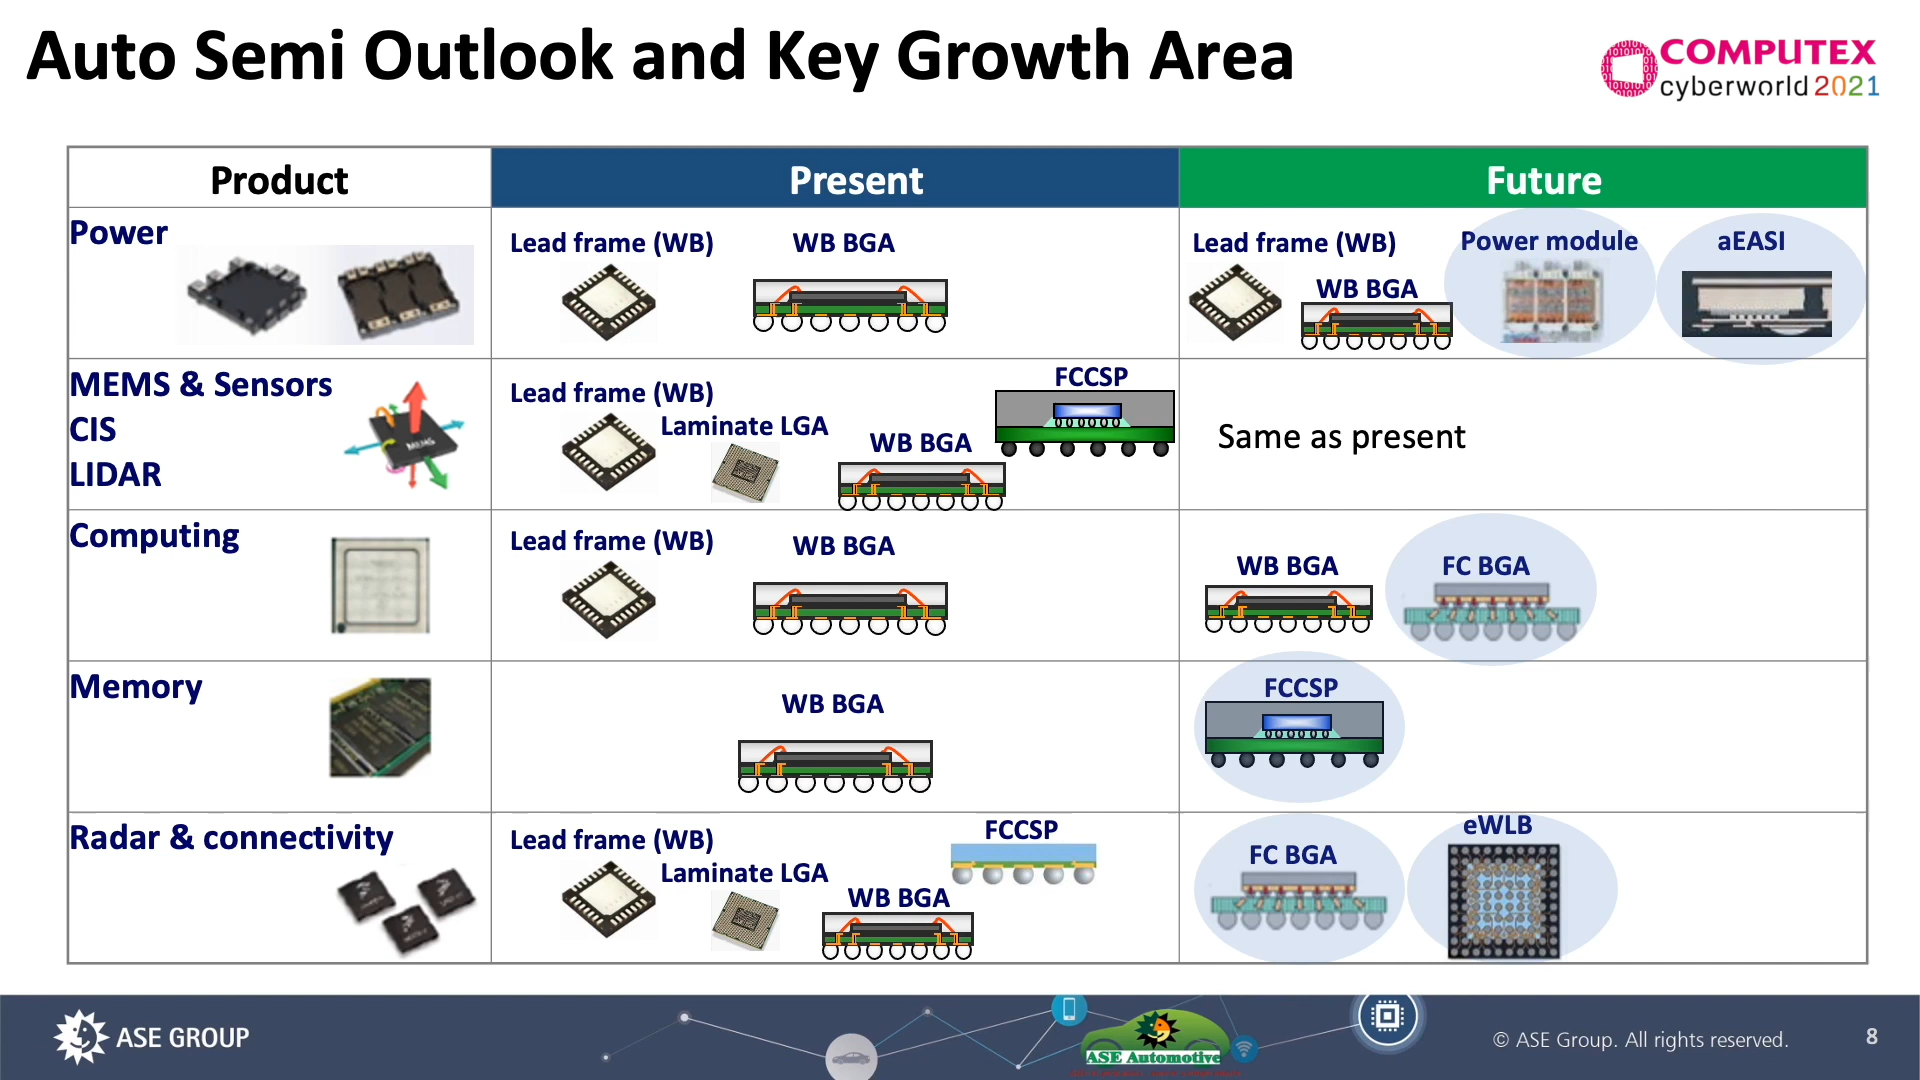 Auto Semi Outlook and Key Growth Area
COMPUTEX
cyberworld 2021
Product
Present
Future
Power
Lead frame (WB)
WB BGA
Lead frame (WB)
WB BGA
Power module
aEASI
MEMS & Sensors
CIS
LIDAR
MEMS
Lead frame (WB)
Laminate LGA
WB BGA
FCCSP
Same as present
Computing
Lead frame (WB)
WB BGA
WB BGA
FC BGA
Memory
WB BGA
FCCSP
Radar & connectivity
Lead frame (WB)
Laminate LGA
WB BGA
FCCSP
FC BGA
eWLB
ASE GROUP
ASE Automotive
© ASE Group. All rights reserved.
8